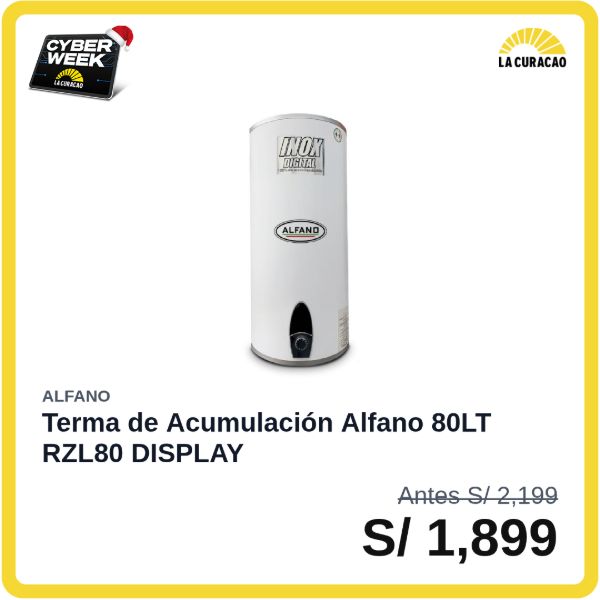 CYBER
WEEK
LA CURACAO
LA CURACAO
INOX
DIGITAL
ALFANO
ALFANO
Terma de Acumulación Alfano 80LT
RZL80 DISPLAY
Antes S/ 2,199
S/ 1,899